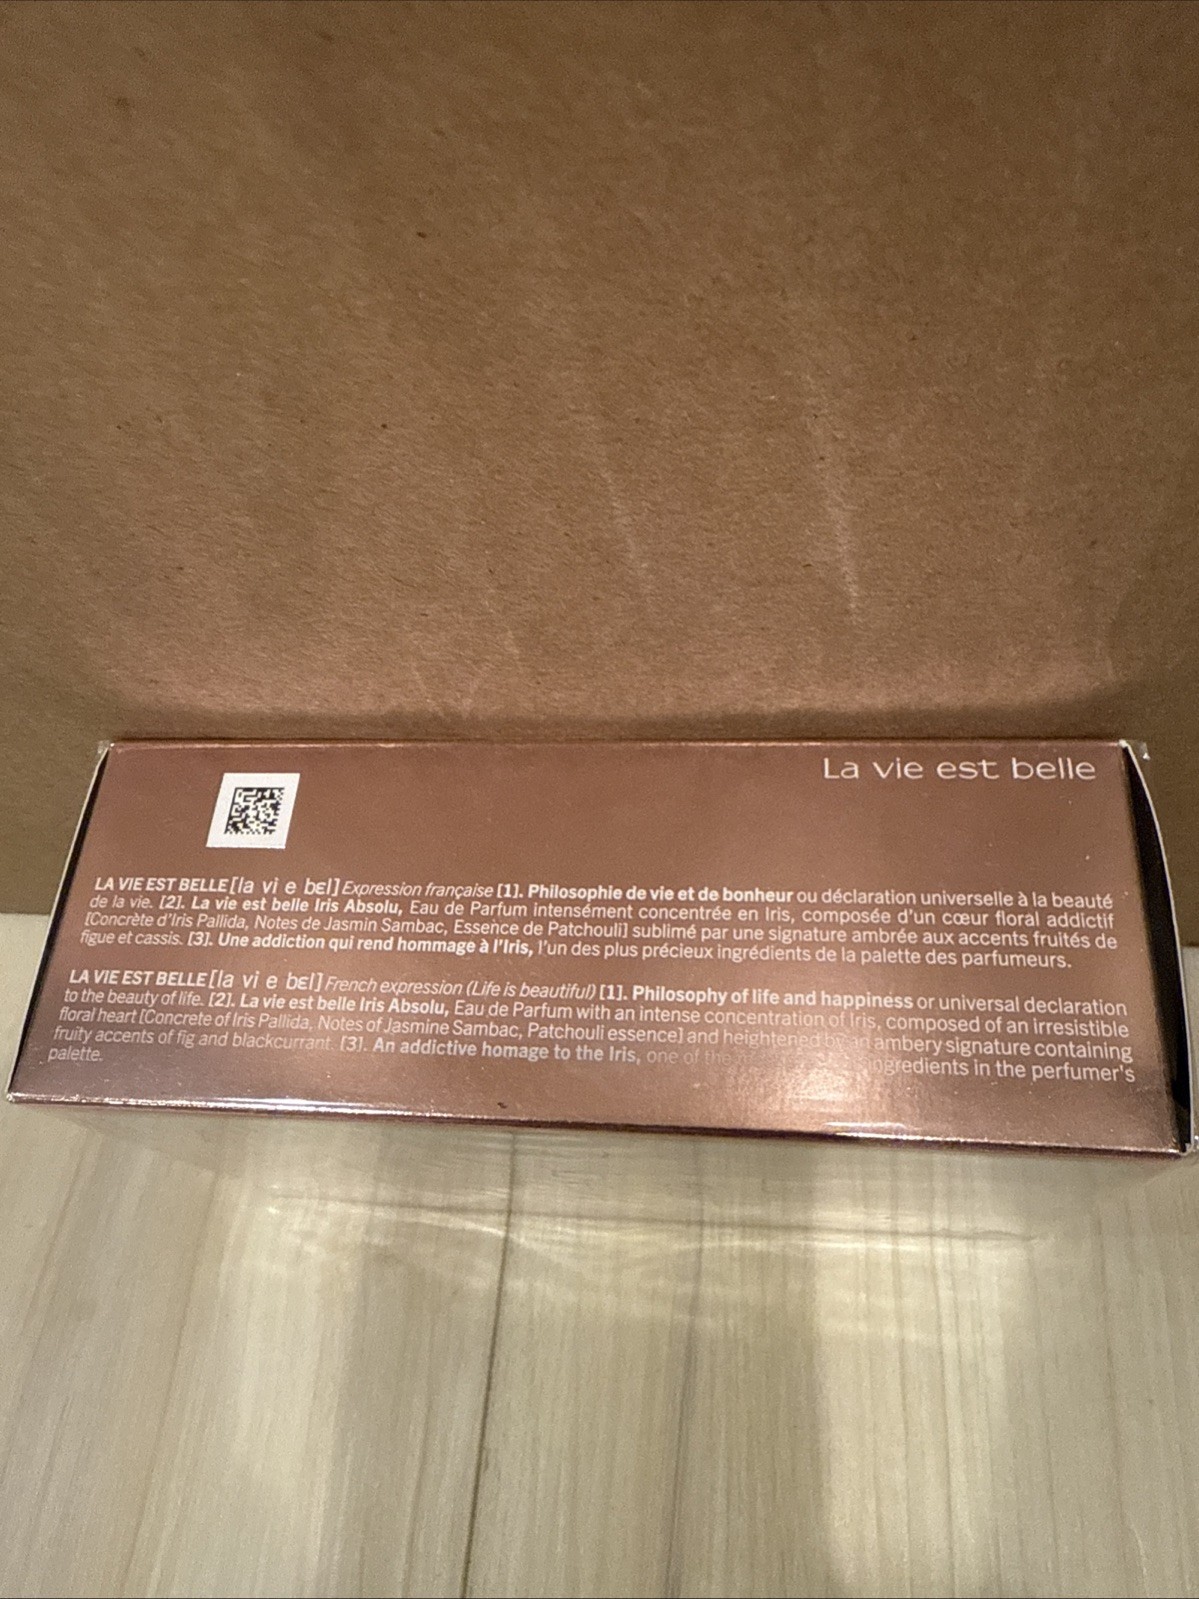 La vie est belle
LA VIE EST BELLE [la vi e bεl] Expression française [1]. Philosophie de vie et de bonheur ou déclaration universelle à la beauté
de la vie. [2]. La vie est belle Iris Absolu, Eau de Parfum intensément concentrée en Iris, composée d'un cœur floral addictif
[Concrète d'Iris Pallida, Notes de Jasmin Sambac, Essence de Patchouli] sublimé par une signature ambrée aux accents fruités de
figue et cassis. [3]. Une addiction qui rend hommage à l'Iris, l'un des plus précieux ingrédients de la palette des parfumeurs.
LA VIE EST BELLE [la vi e bεl] French expression (Life is beautiful) [1]. Philosophy of life and happiness or universal declaration
to the beauty of life. [2]. La vie est belle Iris Absolu, Eau de Parfum with an intense concentration of Iris, composed of an irresistible
floral heart [Concrete of Iris Pallida, Notes of Jasmine Sambac, Patchouli essence] and heightened by an ambery signature containing
fruity accents of fig and blackcurrant. [3]. An addictive homage to the Iris, one of the ingredients in the perfumer's
palette.